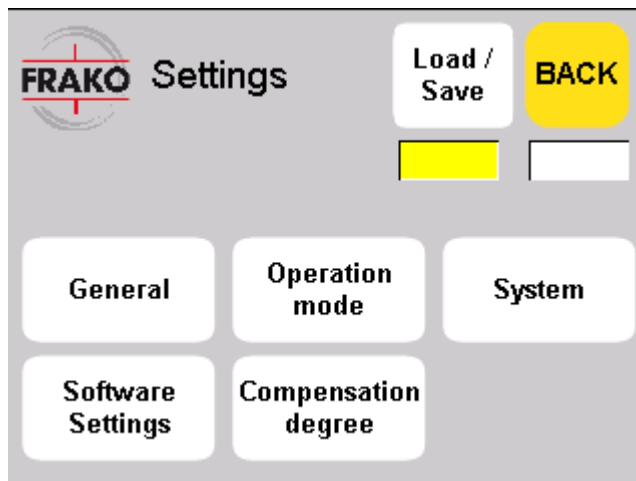 FRAKO
Settings
Load /
Save
BACK
General
Operation
mode
System
Software
Settings
Compensation
degree